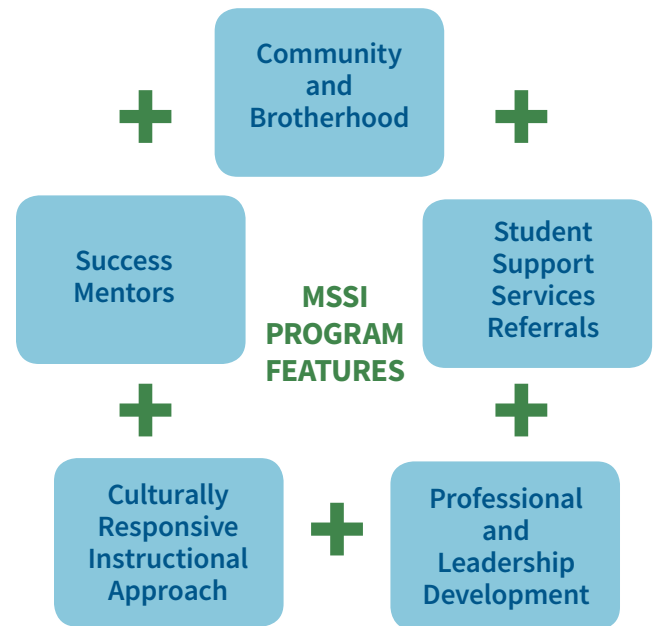 Community
and
Brotherhood
Success
Mentors
Student
Support
Services
Referrals
MSSI
PROGRAM
FEATURES
Culturally
Responsive
Instructional
Approach
Professional
and
Leadership
Development